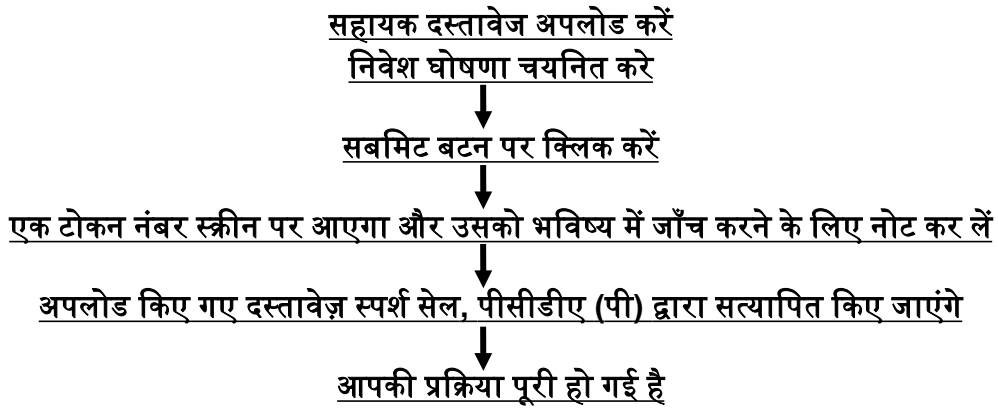 सहायक दस्तावेज अपलोड करें
निवेश घोषणा चयनित करे
सबमिट बटन पर क्लिक करें
एक टोकन नंबर स्क्रीन पर आएगा और उसको भविष्य में जाँच करने के लिए नोट कर लें
अपलोड किए गए दस्तावेज़ स्पर्श सेल, पीसीडीए (पी) द्वारा सत्यापित किए जाएंगे
आपकी प्रक्रिया पूरी हो गई है